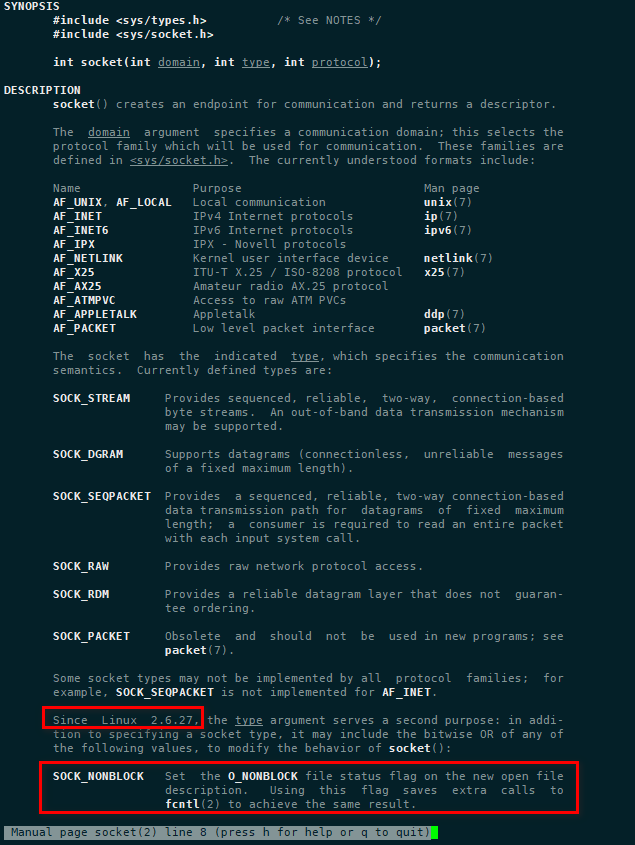 SYNOPSIS
#include <sys/types.h> /* See NOTES */
#include <sys/socket.h>
int socket(int domain, int type, int protocol);
DESCRIPTION
socket() creates an endpoint for communication and returns a descriptor.
The domain argument specifies a communication domain; this selects the
protocol family which will be used for communication. These families are
defined in <sys/socket.h>. The currently understood formats include:
Name Purpose Man page
AF_UNIX, AF_LOCAL Local communication unix(7)
AF_INET IPv4 Internet protocols ip(7)
AF_INET6 IPv6 Internet protocols ipv6(7)
AF_IPX IPX - Novell protocols
AF_NETLINK Kernel user interface device netlink(7)
AF_X25 ITU-T X.25 / ISO-8208 protocol x25(7)
AF_AX25 Amateur radio AX.25 protocol
AF_ATMPVC Access to raw ATM PVCs
AF_APPLETALK Appletalk ddp(7)
AF_PACKET Low level packet interface packet(7)
The socket has the indicated type, which specifies the communication
semantics. Currently defined types are:
SOCK_STREAM Provides sequenced, reliable, two-way, connection-based
byte streams. An out-of-band data transmission mechanism
may be supported.
SOCK_DGRAM Supports datagrams (connectionless, unreliable messages
of a fixed maximum length).
SOCK_SEQPACKET Provides a sequenced, reliable, two-way connection-based
data transmission path for datagrams of fixed maximum
length; a consumer is required to read an entire packet
with each input system call.
SOCK_RAW Provides raw network protocol access.
SOCK_RDM Provides a reliable datagram layer that does not guaran-
tee ordering.
SOCK_PACKET Obsolete and should not be used in new programs; see
packet(7).
Some socket types may not be implemented by all protocol families; for
example, SOCK_SEQPACKET is not implemented for AF_INET.
Since Linux 2.6.27, the type argument serves a second purpose: in addi-
tion to specifying a socket type, it may include the bitwise OR of any of
the following values, to modify the behavior of socket():
SOCK_NONBLOCK Set the O_NONBLOCK file status flag on the new open file
description. Using this flag saves extra calls to
fcntl(2) to achieve the same result.
Manual page socket(2) line 8 (press h for help or q to quit)